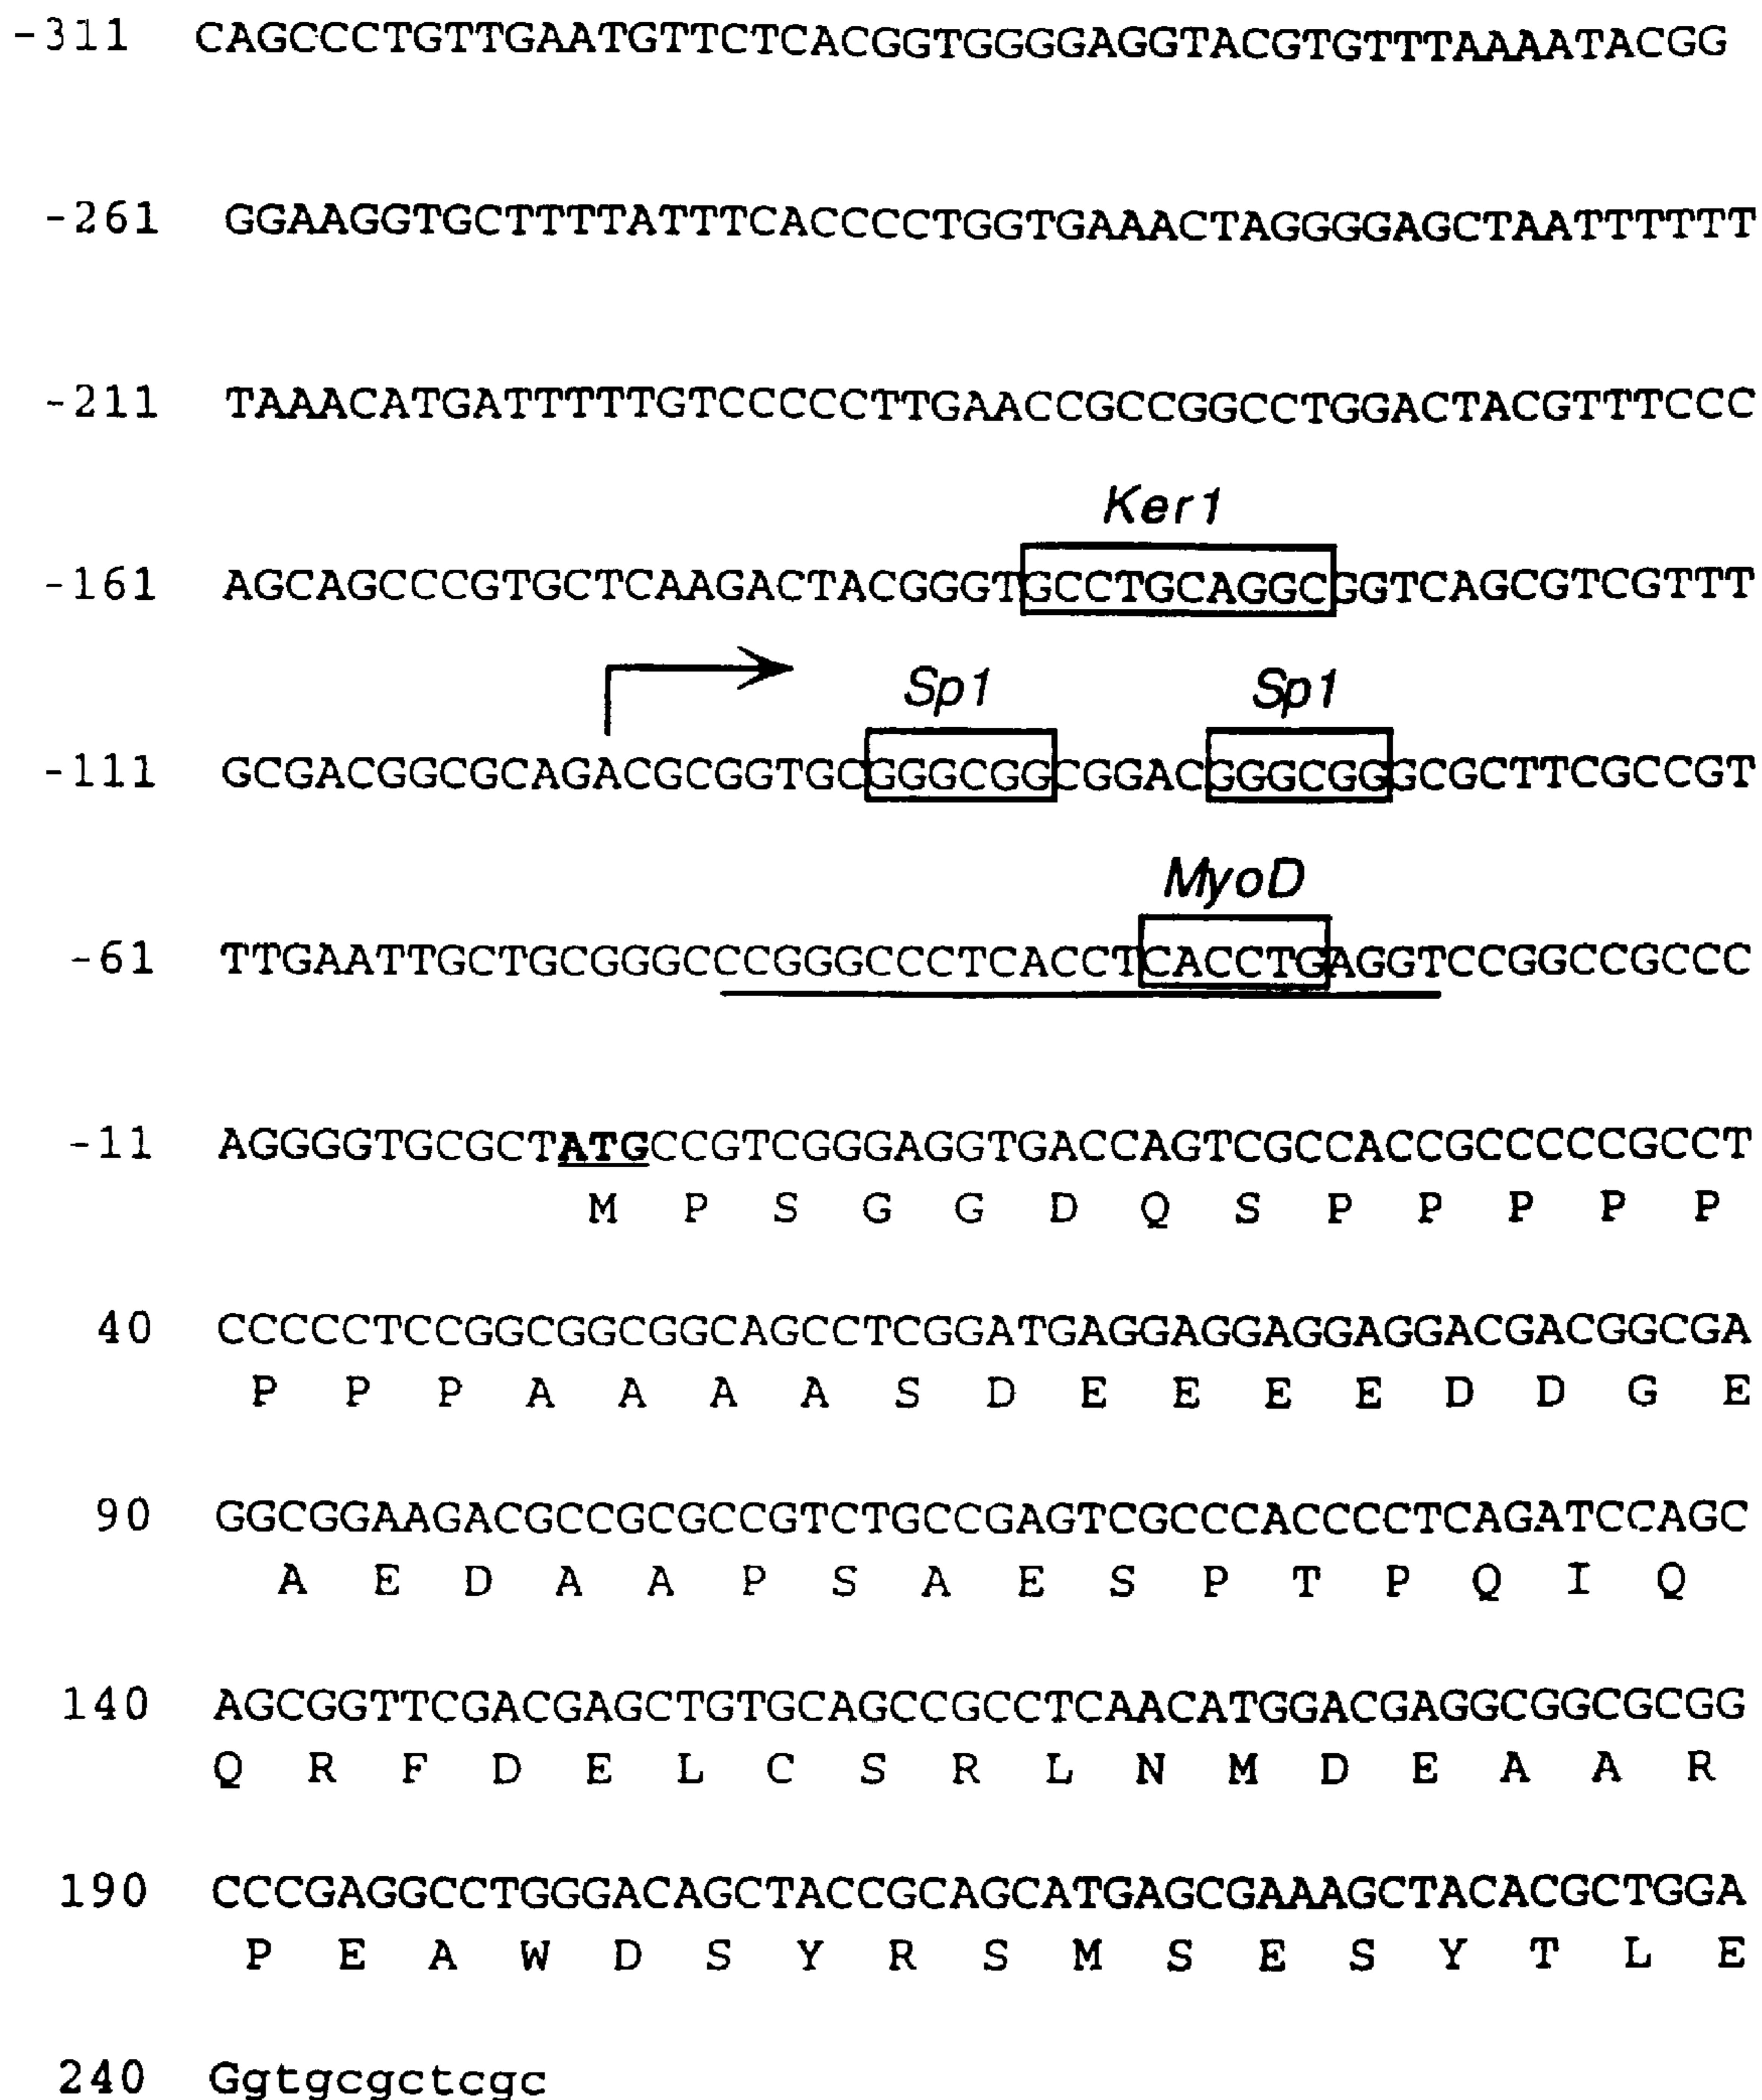 -311 CAGCCCTGTTGAATGTTCTCACGGTGGGGAGGTACGTGTTTAAAATACGG
-261 GGAAGGTGCTTTTATTTCACCCCTGGTGAAACTAGGGGAGCTAATTTTTT
-211 TAAACATGATTTTTGTCCCCCTTGAACCGCCGGCCTGGACTACGTTTCCC
Ker1
-161 AGCAGCCCGTGCTCAAGACTACGGGTGCCTGCAGGCGGTCAGCGTCGTTT
Sp1 Sp1
-111 GCGACGGCGCAGACGCGGTGCGGGCGGCGGACGGGCGGGCGCTTCGCCGT
MyoD
-61 TTGAATTGCTGCGGGCCCGGGCCCTCACCTCACCTGAGGTCCGGCCGCCC
-11 AGGGGTGCGCTATGCCGTCGGGAGGTGACCAGTCGCCACCGCCCCCGCCT
M P S G G D Q S P P P P P
40 CCCCCTCCGGCGGCGGCAGCCTCGGATGAGGAGGAGGAGGACGACGGCGA
P P P A A A A S D E E E E D D G E
90 GGCGGAAGACGCCGCGCCGTCTGCCGAGTCGCCCACCCCTCAGATCCAGC
A E D A A P S A E S P T P Q I Q
140 AGCGGTTCGACGAGCTGTGCAGCCGCCTCAACATGGACGAGGCGGCGCGG
Q R F D E L C S R L N M D E A A R
190 CCCGAGGCCTGGGACAGCTACCGCAGCATGAGCGAAAGCTACACGCTGGA
P E A W D S Y R S M S E S Y T L E
240 Ggtgcgctcgc